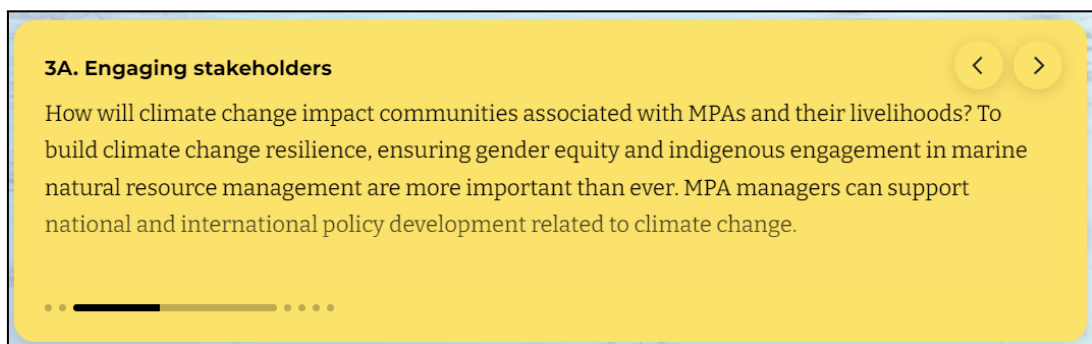 3A. Engaging stakeholders
How will climate change impact communities associated with MPAs and their livelihoods? To
build climate change resilience, ensuring gender equity and indigenous engagement in marine
natural resource management are more important than ever. MPA managers can support
national and international policy development related to climate change.